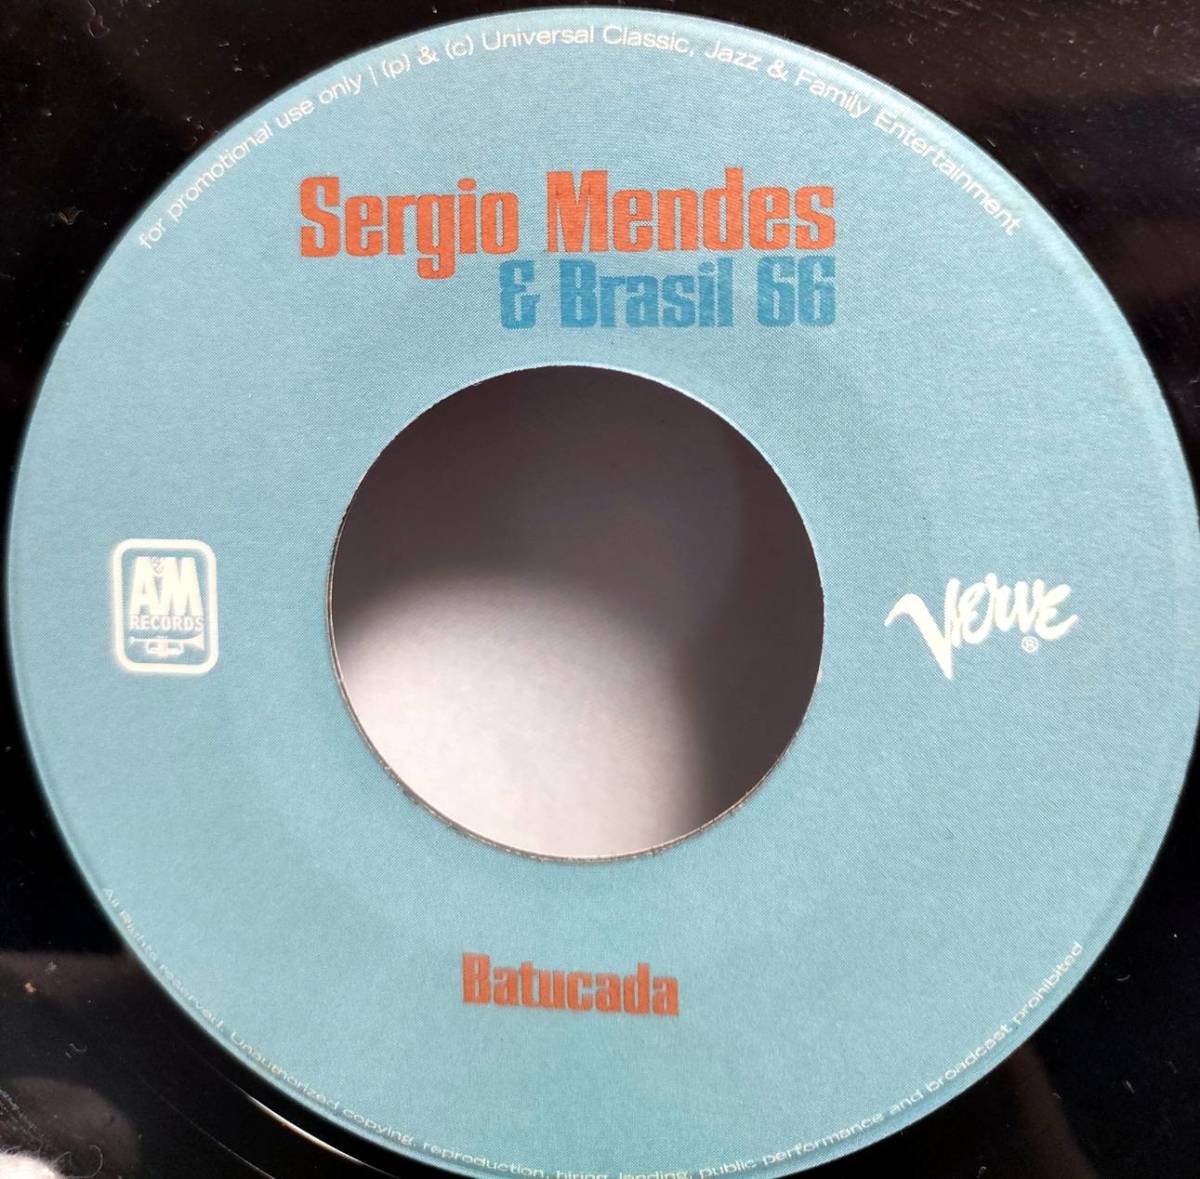 for promotional use only | (p) & (c) Universal Classic, Jazz & Family Entertainment
Sergio Mendes
& Brasil 66
A&M
RECORDS
Verve
®
Batucada
All Rights reserved. Unauthorized copying, reproduction, hiring, landing, public performance and broadcast prohibited